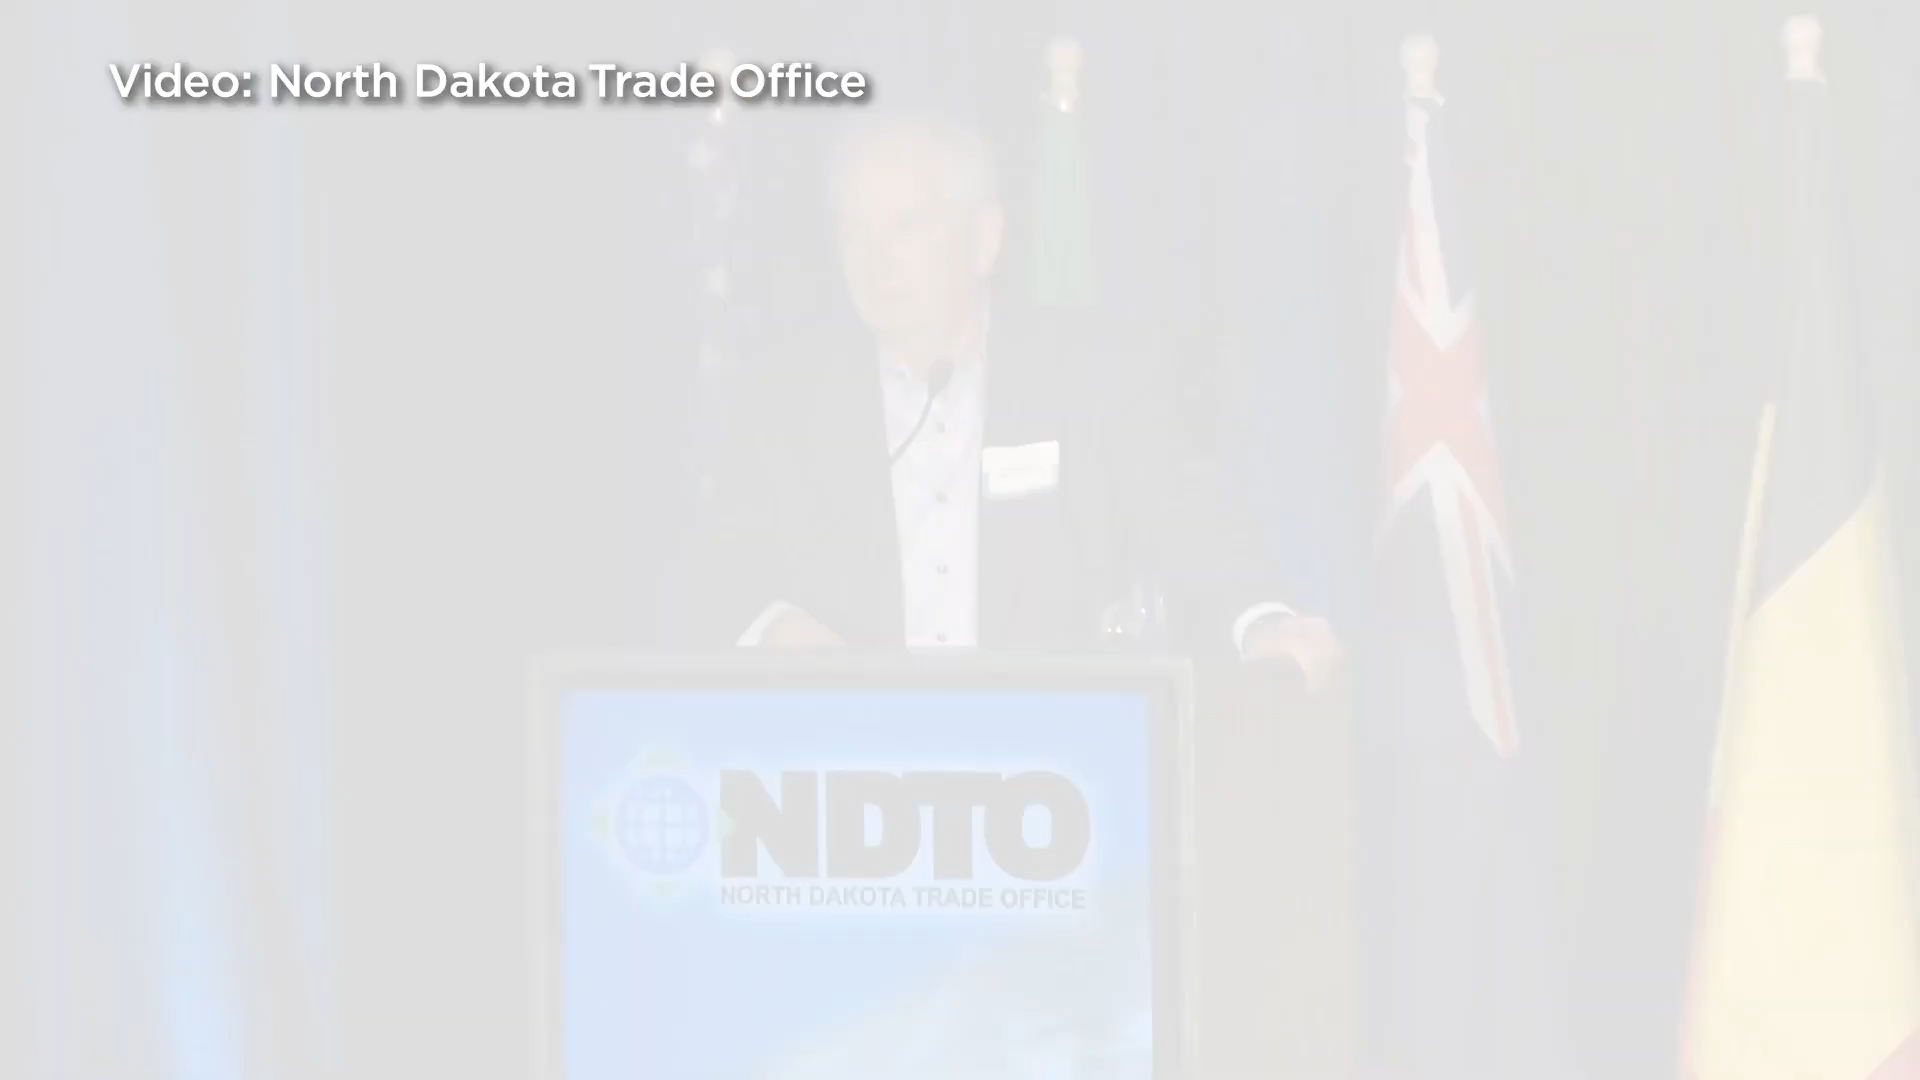 Video: North Dakota Trade Office
NDTO
NORTH DAKOTA TRADE OFFICE